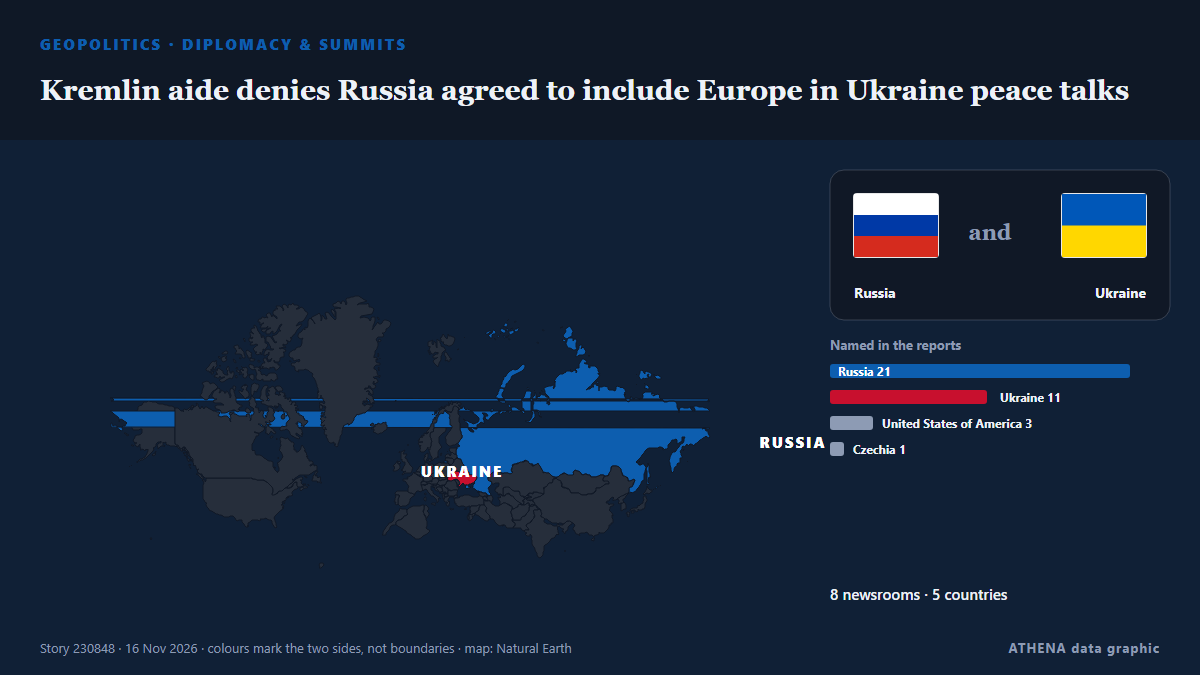 GEOPOLITICS · DIPLOMACY & SUMMITS
Kremlin aide denies Russia agreed to include Europe in Ukraine peace talks
and
Russia
Ukraine
Named in the reports
Russia 21
Ukraine 11
United States of America 3
Czechia 1
RUSSIA
UKRAINE
8 newsrooms · 5 countries
Story 230848 · 16 Nov 2026 · colours mark the two sides, not boundaries · map: Natural Earth
ATHENA data graphic